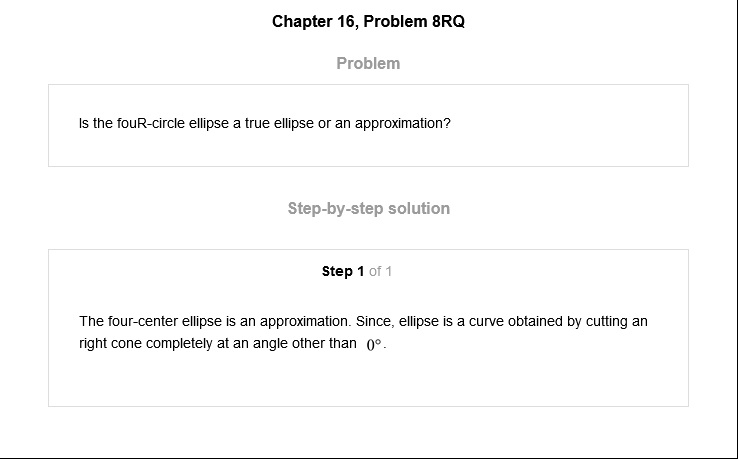 Chapter 16, Problem 8RQ
Problem
Is the fouR-circle ellipse a true ellipse or an approximation?
Step-by-step solution
Step 1 of 1
The four-center ellipse is an approximation. Since, ellipse is a curve obtained by cutting an
right cone completely at an angle other than 0°.